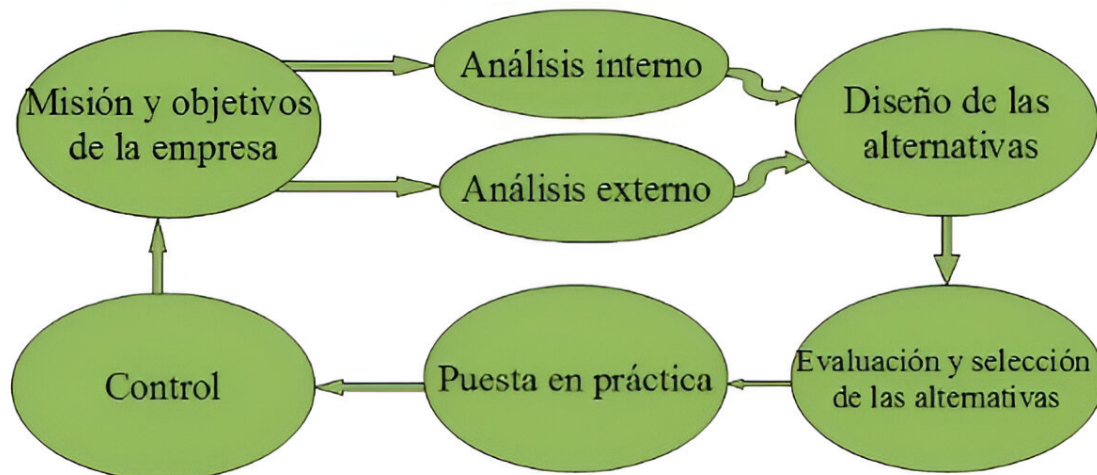 Misión y objetivos
de la empresa
Análisis interno
Análisis externo
Diseño de las
alternativas
Evaluación y selección
de las alternativas
Puesta en práctica
Control